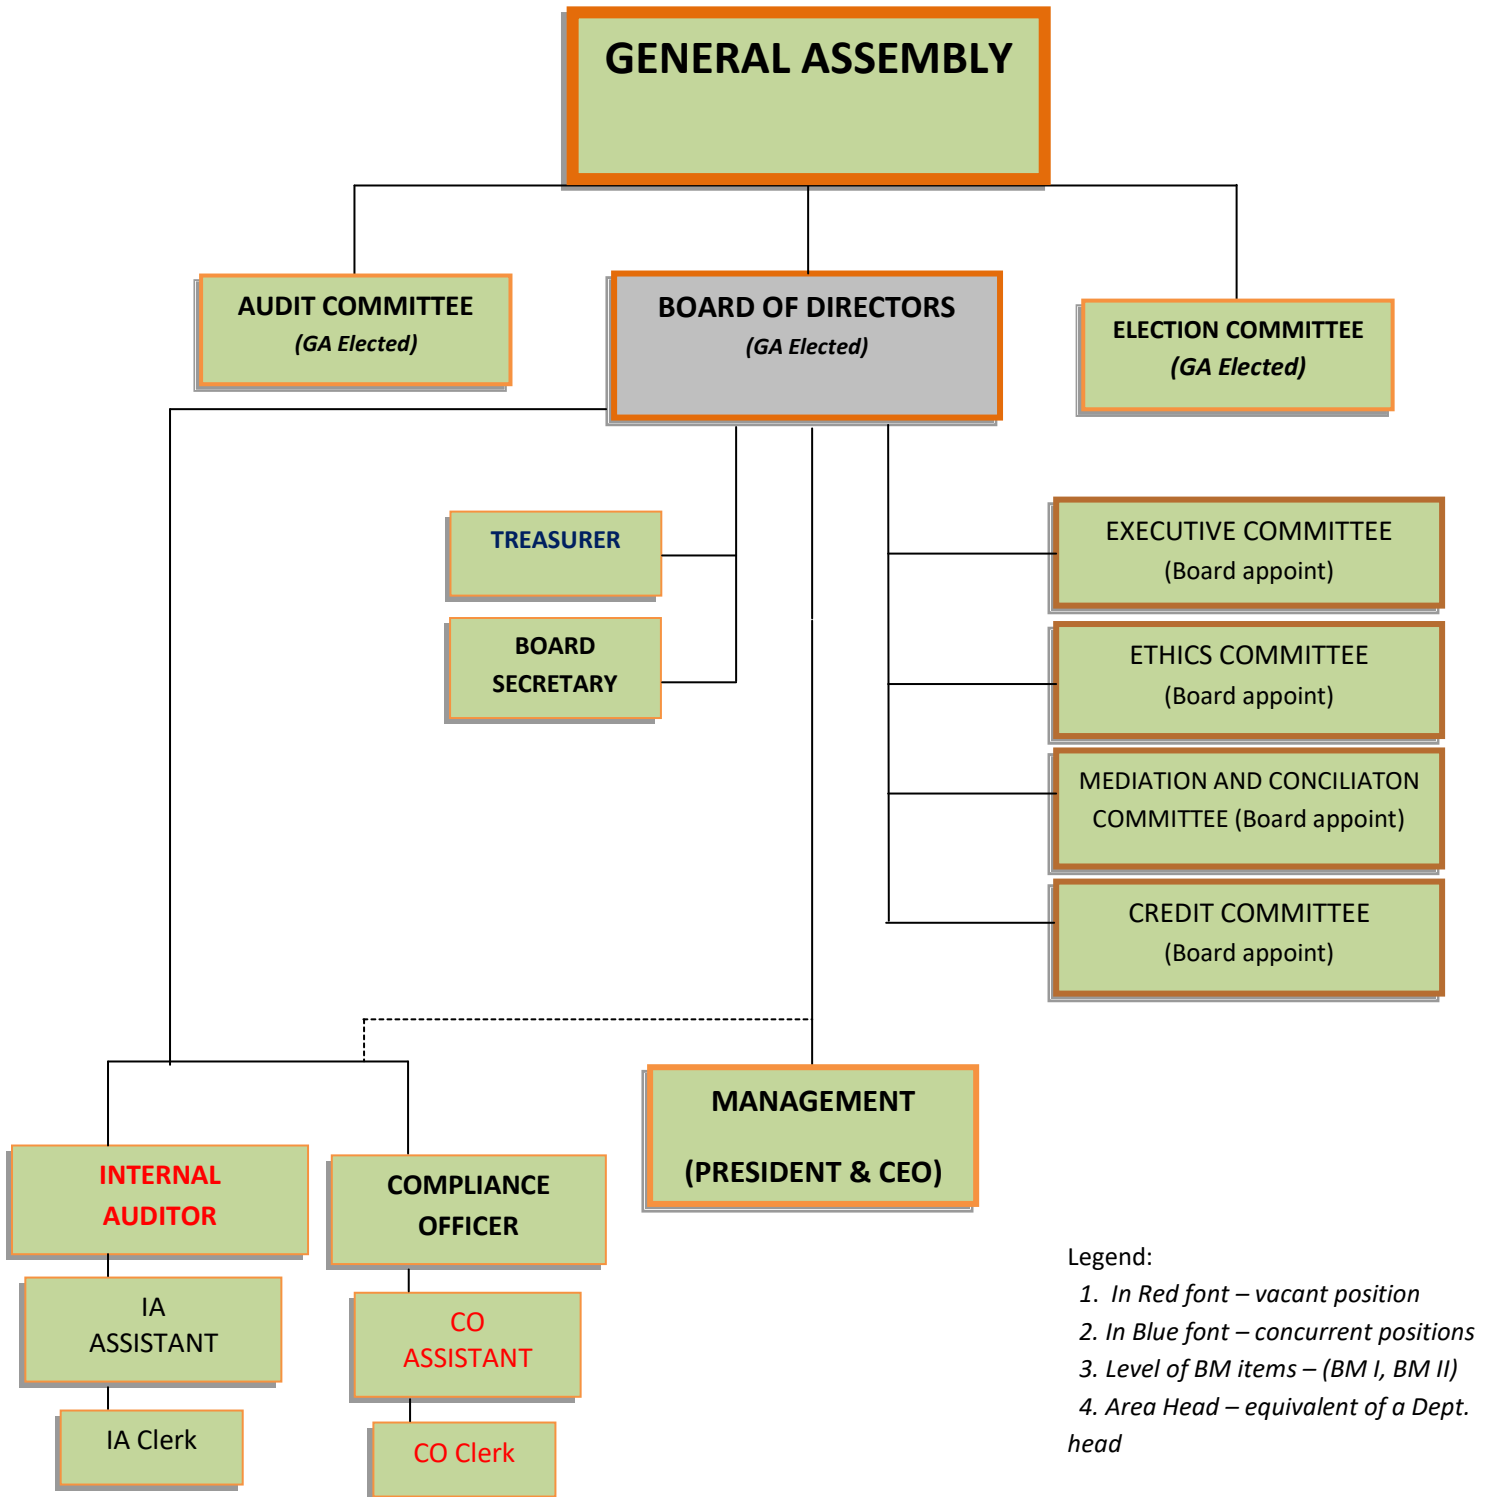 GENERAL ASSEMBLY
AUDIT COMMITTEE
(GA Elected)
BOARD OF DIRECTORS
(GA Elected)
ELECTION COMMITTEE
(GA Elected)
TREASURER
BOARD
SECRETARY
EXECUTIVE COMMITTEE
(Board appoint)
ETHICS COMMITTEE
(Board appoint)
MEDIATION AND CONCILIATON
COMMITTEE (Board appoint)
CREDIT COMMITTEE
(Board appoint)
MANAGEMENT
(PRESIDENT & CEO)
INTERNAL
AUDITOR
COMPLIANCE
OFFICER
IA
ASSISTANT
CO
ASSISTANT
IA Clerk
CO Clerk
Legend:
1. In Red font – vacant position
2. In Blue font – concurrent positions
3. Level of BM items – (BM I, BM II)
4. Area Head – equivalent of a Dept.
head